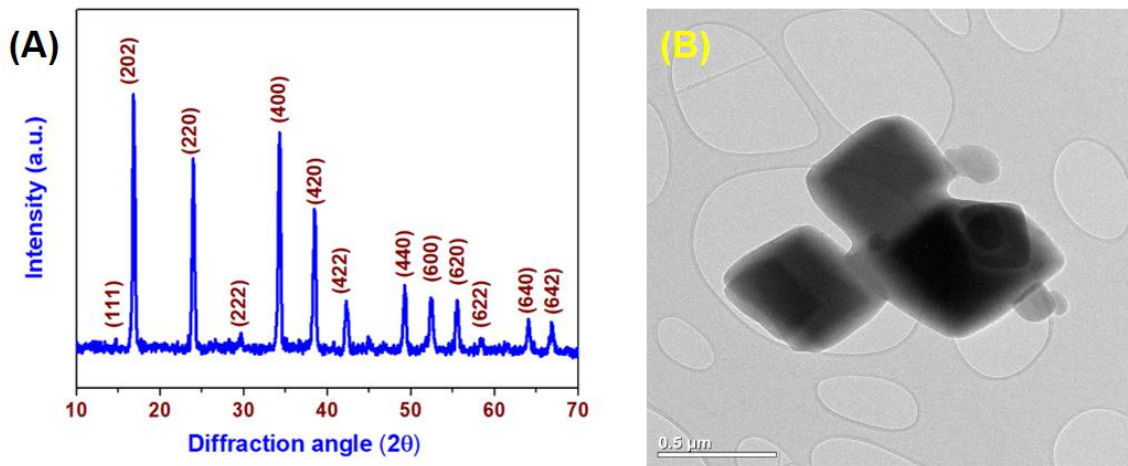 (A)
(111)
(202)
(220)
(222)
(400)
(420)
(422)
(440)
(600)
(620)
(622)
(640)
(642)
Intensity (a.u.)
10 20 30 40 50 60 70
Diffraction angle (2θ)
(B)
0.5 μm